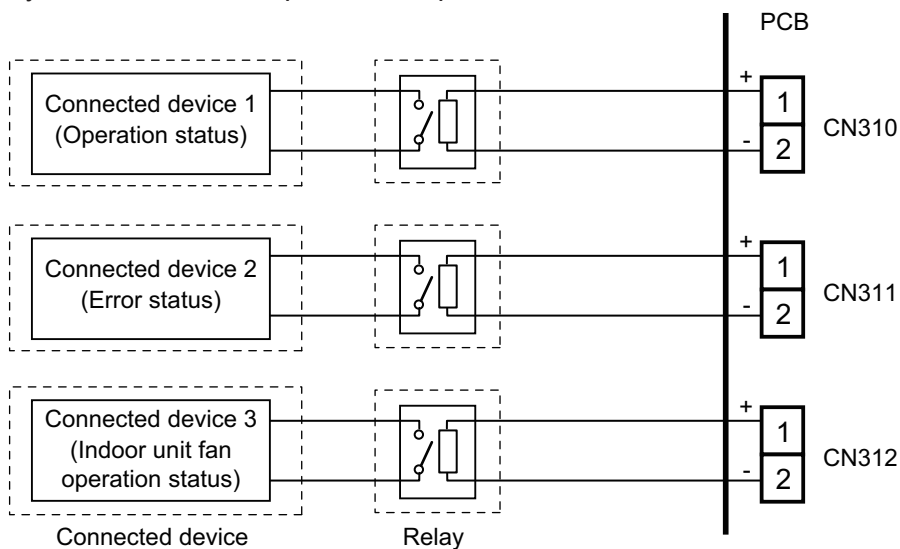 PCB
Connected device 1
(Operation status)
+
1
-
2
CN310
Connected device 2
(Error status)
+
1
-
2
CN311
Connected device 3
(Indoor unit fan
operation status)
+
1
-
2
CN312
Connected device
Relay